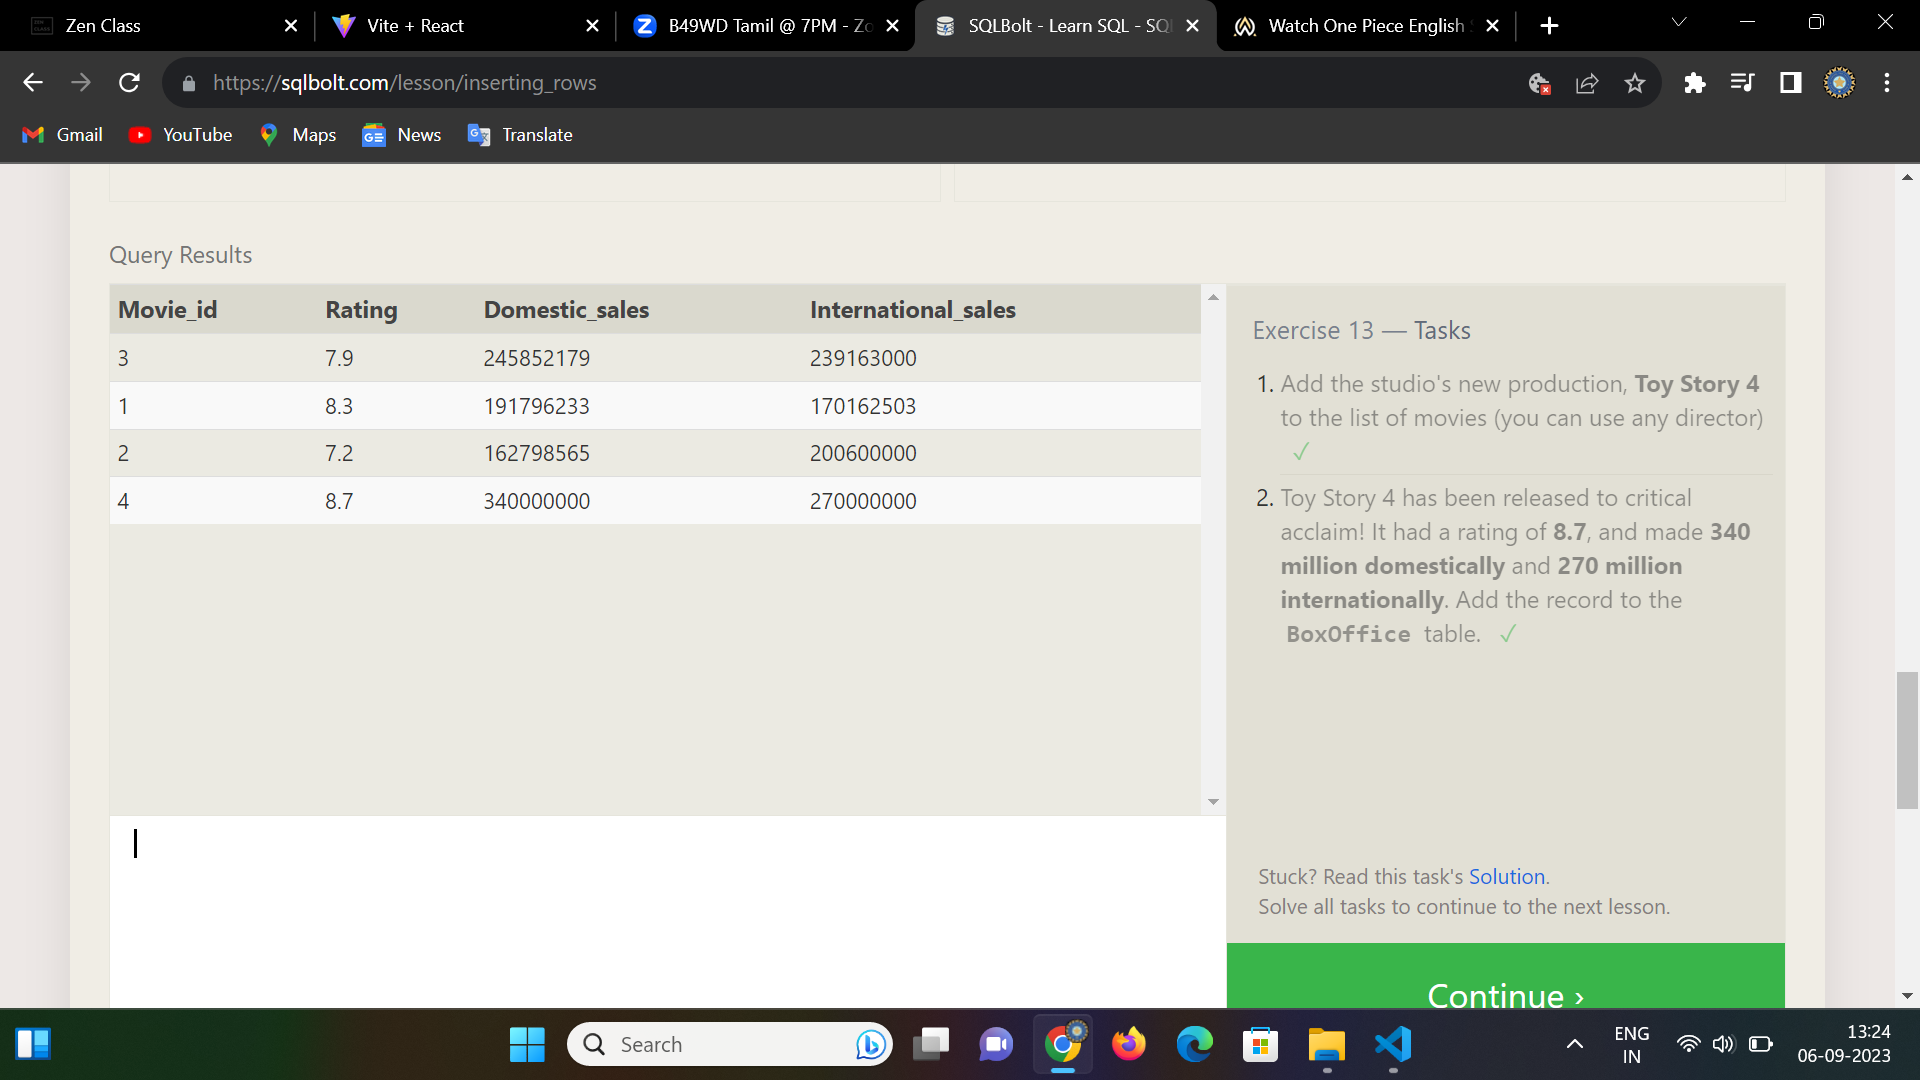 Zen Class
Vite + React
B49WD Tamil @ 7PM - Zo
SQLBolt - Learn SQL - SQL
Watch One Piece English
https://sqlbolt.com/lesson/inserting_rows
Gmail
YouTube
Maps
News
Translate
Query Results
Movie_id Rating Domestic_sales International_sales
3 7.9 245852179 239163000
1 8.3 191796233 170162503
2 7.2 162798565 200600000
4 8.7 340000000 270000000
Exercise 13 — Tasks
1. Add the studio's new production, Toy Story 4
to the list of movies (you can use any director)
✓
2. Toy Story 4 has been released to critical
acclaim! It had a rating of 8.7, and made 340
million domestically and 270 million
internationally. Add the record to the
BoxOffice table. ✓
Stuck? Read this task's Solution.
Solve all tasks to continue to the next lesson.
Continue ›
Search
ENG
IN
13:24
06-09-2023